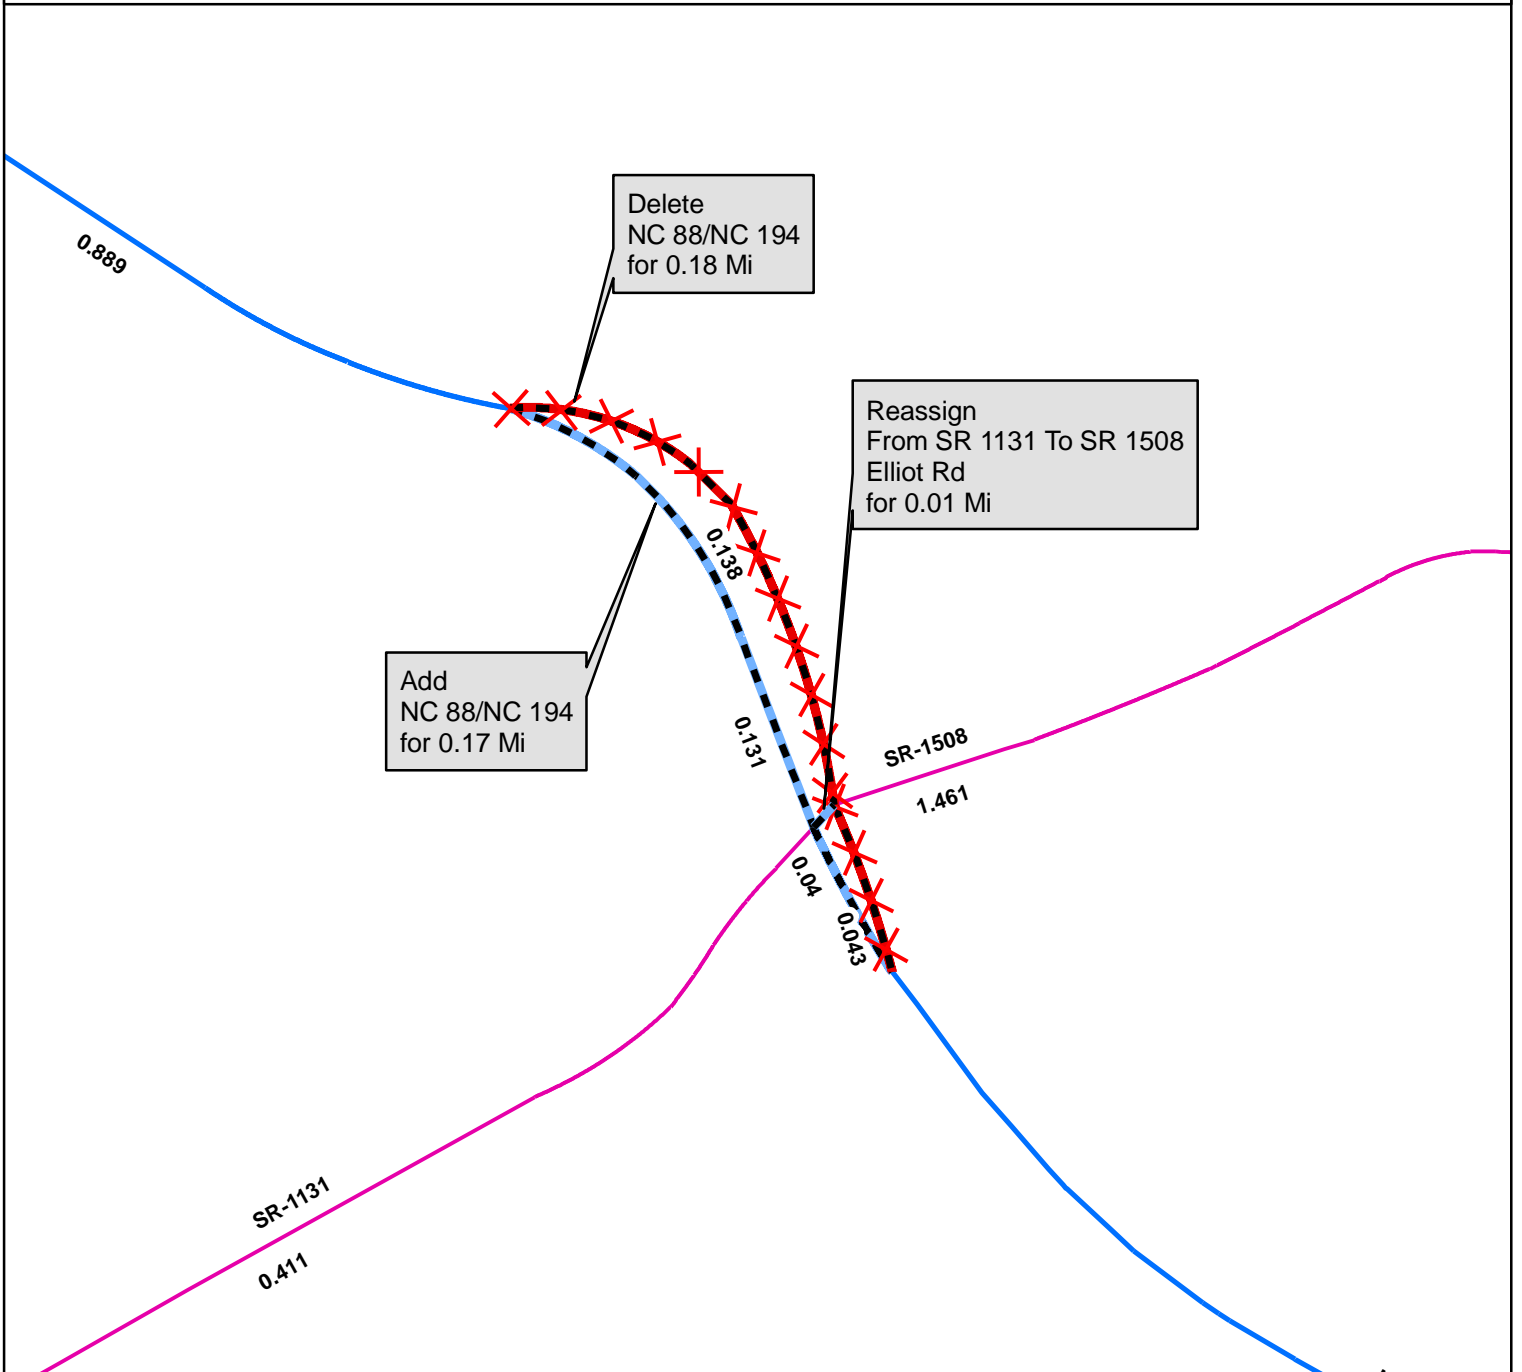 0.889
Delete
NC 88/NC 194
for 0.18 Mi
Reassign
From SR 1131 To SR 1508
Elliot Rd
for 0.01 Mi
0.138
Add
NC 88/NC 194
for 0.17 Mi
0.131
SR-1508
1.461
0.04
0.043
SR-1131
0.411